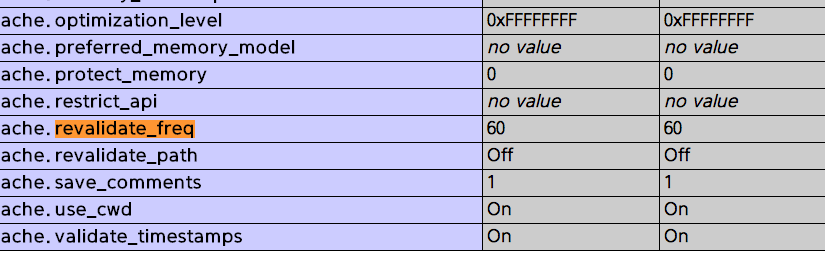 ache.optimization_level 0xFFFFFFFF 0xFFFFFFFF
ache.preferred_memory_model no value no value
ache.protect_memory 0 0
ache.restrict_api no value no value
ache.revalidate_freq 60 60
ache.revalidate_path Off Off
ache.save_comments 1 1
ache.use_cwd On On
ache.validate_timestamps On On